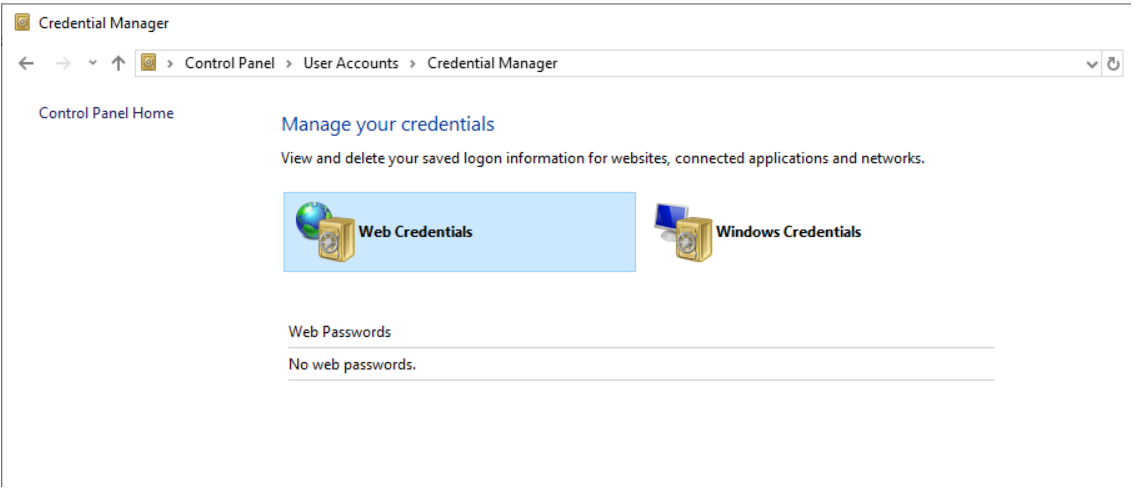 Credential Manager
Control Panel > User Accounts > Credential Manager
Control Panel Home
Manage your credentials
View and delete your saved logon information for websites, connected applications and networks.
Web Credentials
Windows Credentials
Web Passwords
No web passwords.